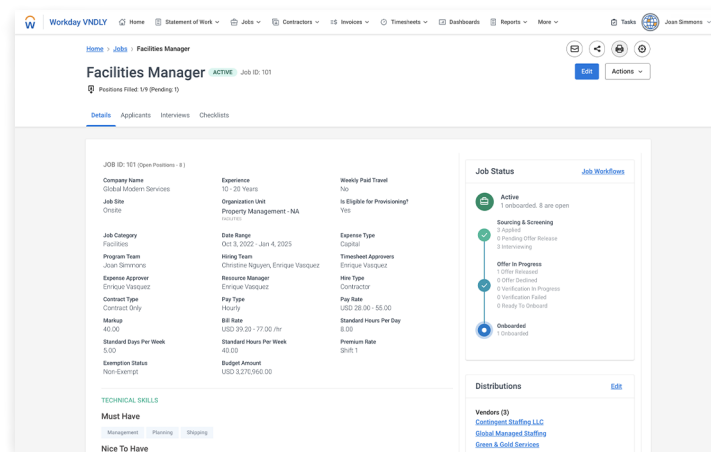 Workday VNDLY Home Statement of Work Jobs Contractors Invoices Timesheets Dashboards Reports More Tasks Joan Simmons
Home > Jobs > Facilities Manager
Facilities Manager ACTIVE Job ID: 101 Edit Actions
Positions Filled: 1/9 (Pending: 1)
Details Applicants Interviews Checklists
JOB ID: 101 (Open Positions - 8 )
Company Name Experience Weekly Paid Travel
Global Modern Services 10 - 20 Years No
Job Site Organization Unit Is Eligible for Provisioning?
Onsite Property Management - NA Yes
FACILITIES
Job Category Date Range Expense Type
Facilities Oct 3, 2022 - Jan 4, 2025 Capital
Program Team Hiring Team Timesheet Approvers
Joan Simmons Christine Nguyen, Enrique Vasquez Enrique Vasquez
Expense Approver Resource Manager Hire Type
Enrique Vasquez Enrique Vasquez Contractor
Contract Type Pay Type Pay Rate
Contract Only Hourly USD 28.00 - 55.00
Markup Bill Rate Standard Hours Per Day
40.00 USD 39.20 - 77.00 /hr 8.00
Standard Days Per Week Standard Hours Per Week Premium Rate
5.00 40.00 Shift 1
Exemption Status Budget Amount
Non-Exempt USD 3,270,960.00
TECHNICAL SKILLS
Must Have
Management Planning Shipping
Nice To Have
Job Status Job Workflows
Active
1 onboarded. 8 are open
Sourcing & Screening
3 Applied
0 Pending Offer Release
3 Interviewing
Offer In Progress
1 Offer Released
0 Offer Declined
0 Verification In Progress
0 Verification Failed
0 Ready To Onboard
Onboarded
1 Onboarded
Distributions Edit
Vendors (3)
Contingent Staffing LLC
Global Managed Staffing
Green & Gold Services